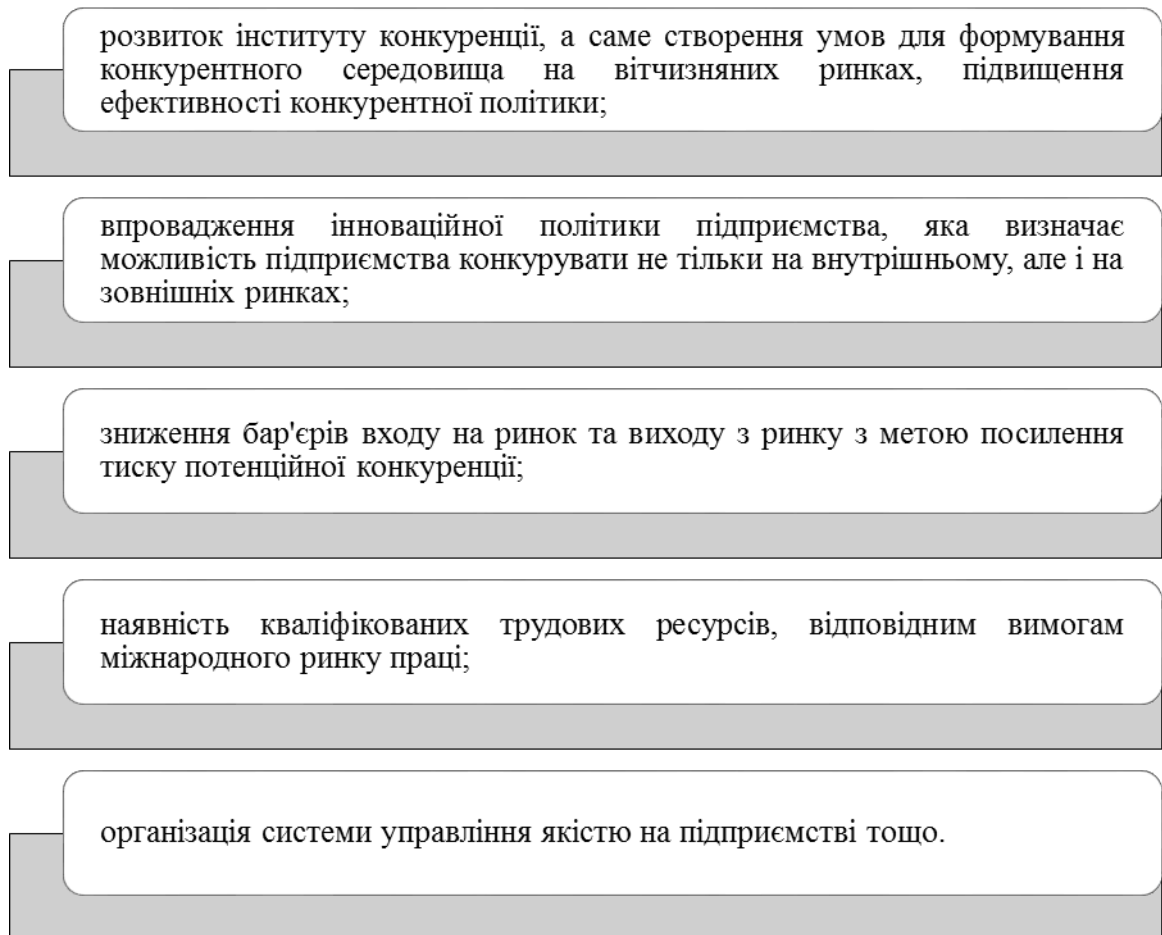 розвиток інституту конкуренції, а саме створення умов для формування
конкурентного середовища на вітчизняних ринках, підвищення
ефективності конкурентної політики;
впровадження інноваційної політики підприємства, яка визначає
можливість підприємства конкурувати не тільки на внутрішньому, але і на
зовнішніх ринках;
зниження бар'єрів входу на ринок та виходу з ринку з метою посилення
тиску потенційної конкуренції;
наявність кваліфікованих трудових ресурсів, відповідним вимогам
міжнародного ринку праці;
організація системи управління якістю на підприємстві тощо.